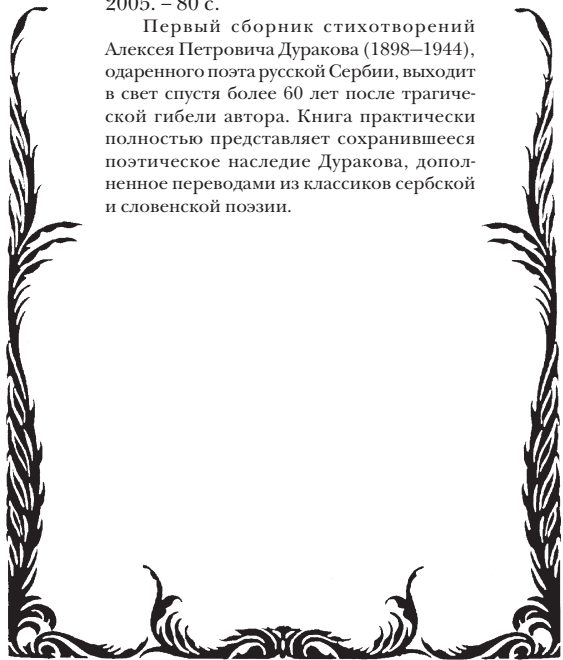 2005. – 80 с.
Первый сборник стихотворений
Алексея Петровича Дуракова (1898–1944),
одаренного поэта русской Сербии, выходит
в свет спустя более 60 лет после трагиче-
ской гибели автора. Книга практически
полностью представляет сохранившееся
поэтическое наследие Дуракова, допол-
ненное переводами из классиков сербской
и словенской поэзии.